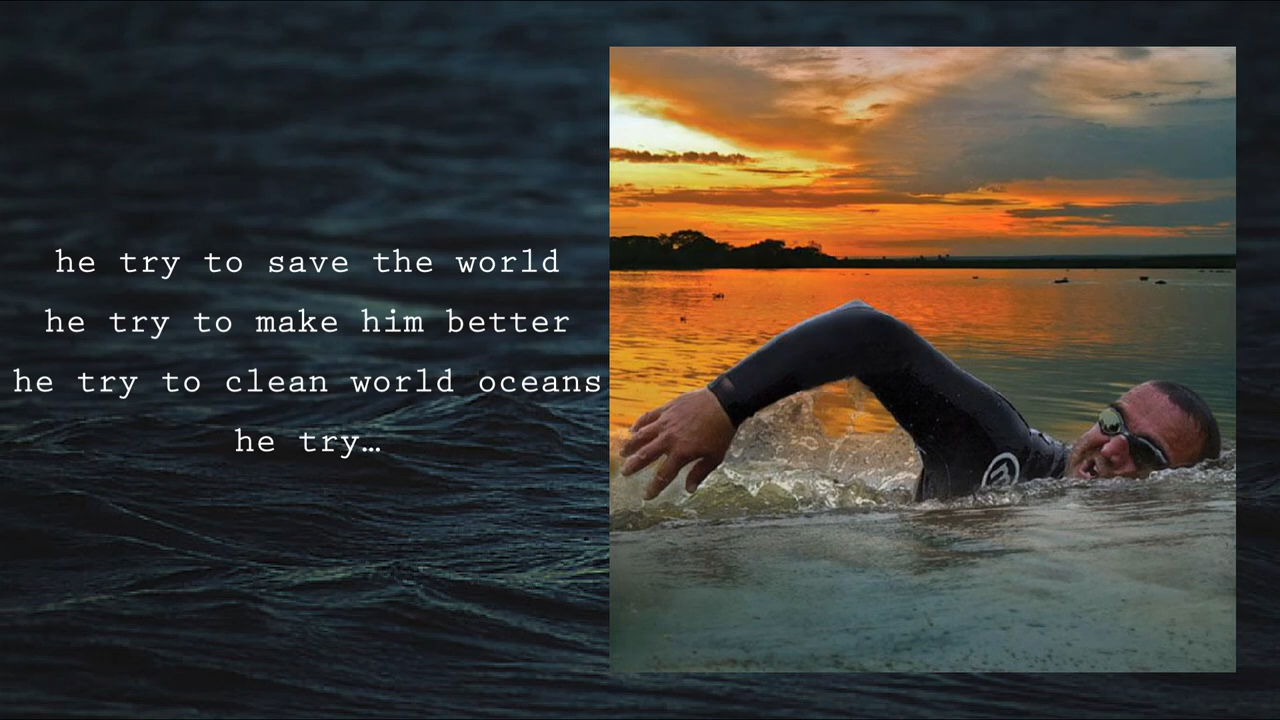 he try to save the world
he try to make him better
he try to clean world oceans
he try…